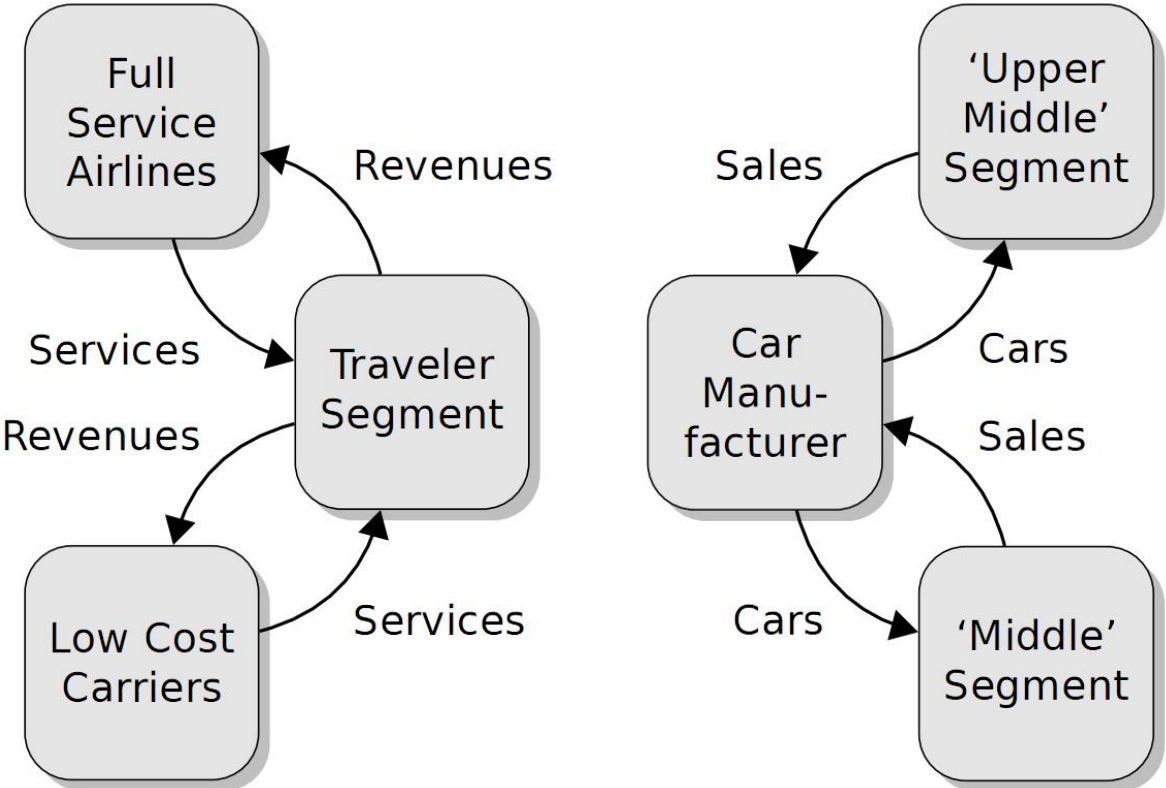 Full
Service
Airlines
Revenues
Services
Traveler
Segment
Revenues
Low Cost
Carriers
Services
‘Upper
Middle’
Segment
Sales
Cars
Car
Manu-
facturer
Sales
Cars
‘Middle’
Segment